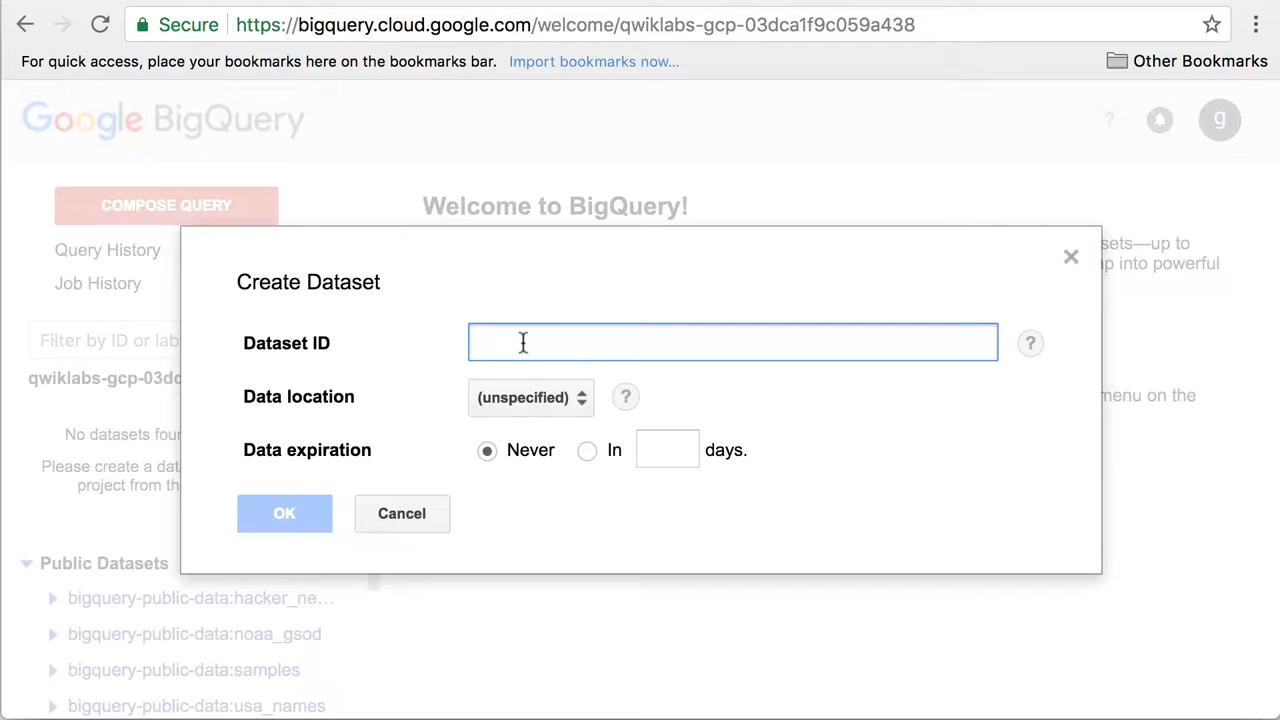 Secure https://bigquery.cloud.google.com/welcome/qwiklabs-gcp-03dca1f9c059a438
For quick access, place your bookmarks here on the bookmarks bar. Import bookmarks now... Other Bookmarks
Google BigQuery ? g
COMPOSE QUERY
Welcome to BigQuery!
Query History
sets—up to
Job History
into powerful
Create Dataset
Filter by ID or lab
Dataset ID ?
qwiklabs-gcp-03dc
Data location (unspecified) ?
menu on the
No datasets four
Data expiration Never In days.
Please create a dat
project from th
OK Cancel
Public Datasets
bigquery-public-data:hacker_ne…
bigquery-public-data:noaa_gsod
bigquery-public-data:samples
bigquery-public-data:usa_names